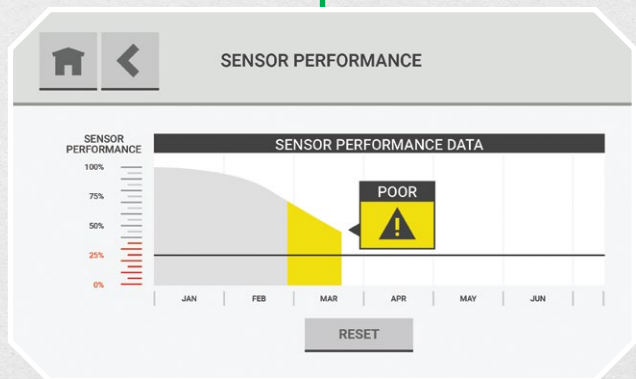 SENSOR PERFORMANCE
SENSOR
PERFORMANCE
SENSOR PERFORMANCE DATA
100%
75%
POOR
50%
25%
0%
JAN FEB MAR APR MAY JUN
RESET